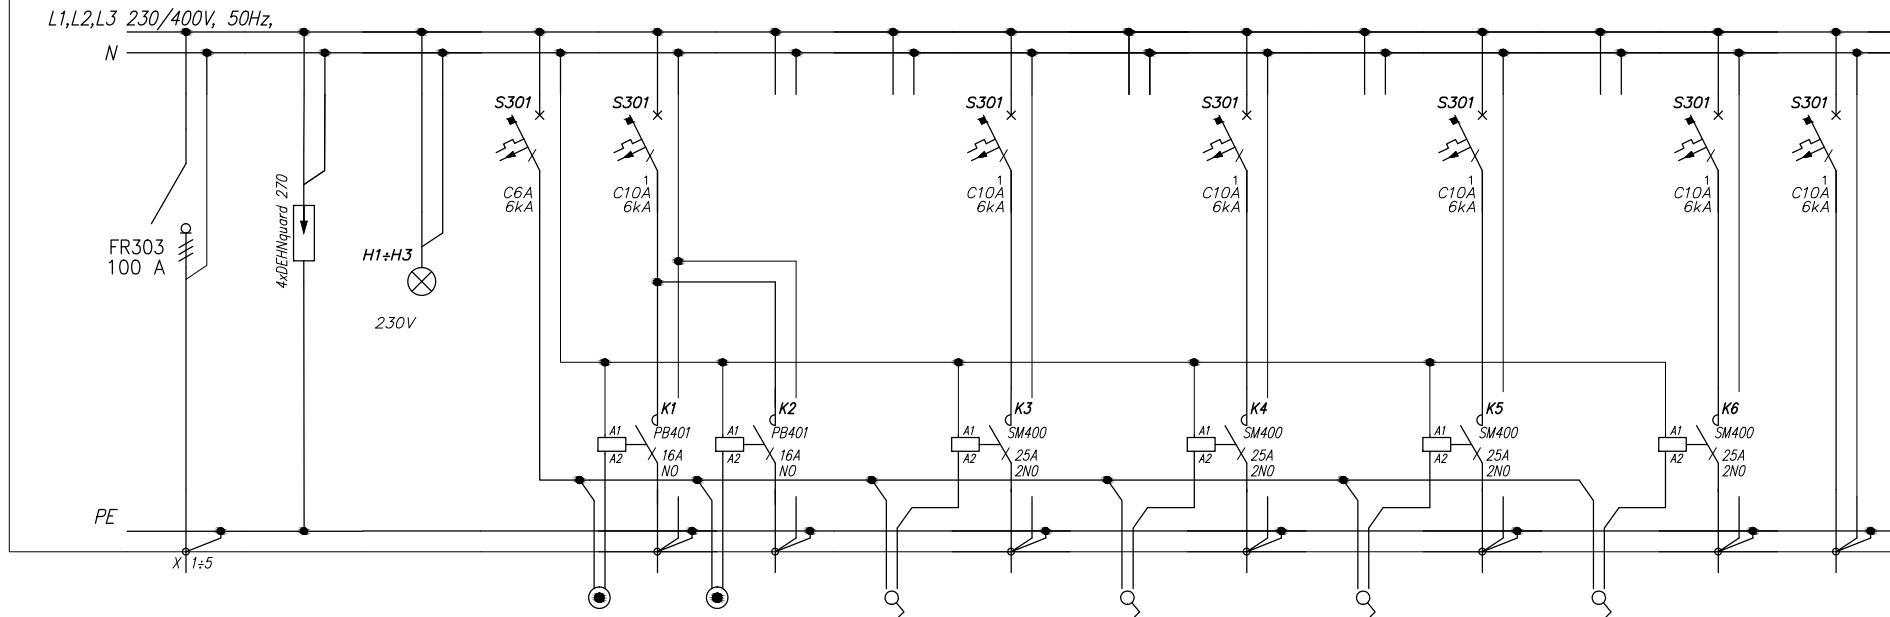 L1,L2,L3 230/400V, 50Hz,
N
S301
S301
S301
S301
S301
S301
S301
C6A
6kA
1
C10A
6kA
1
C10A
6kA
1
C10A
6kA
1
C10A
6kA
1
C10A
6kA
1
C10A
6kA
FR303
100 A
4xDEHNquard 270
H1÷H3
230V
K1
PB401
A1
A2
16A
NO
K2
PB401
A1
A2
16A
NO
K3
SM400
A1
A2
25A
2NO
K4
SM400
A1
A2
25A
2NO
K5
SM400
A1
A2
25A
2NO
K6
SM400
A1
A2
25A
2NO
PE
X 1÷5